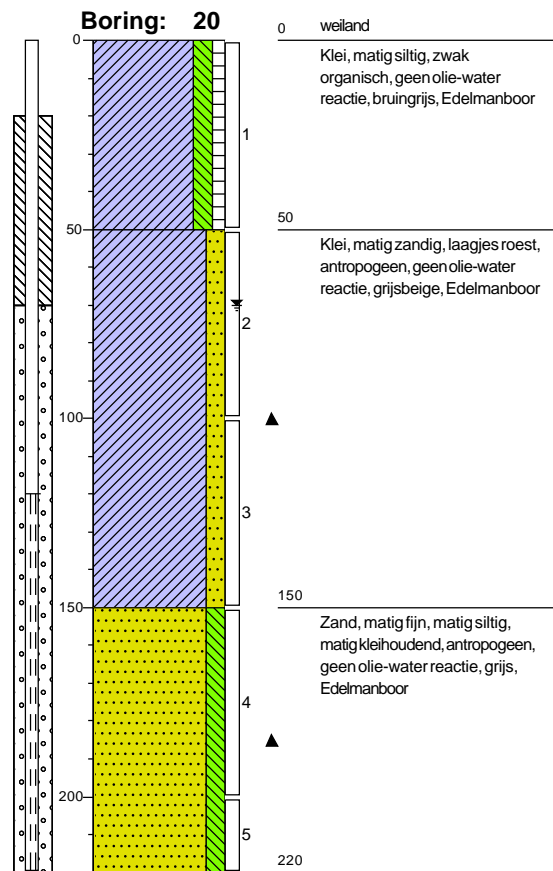 Boring: 20
0
50
100
150
200
1
2
3
4
5
0 weiland
Klei, matig siltig, zwak
organisch, geen olie-water
reactie, bruingrijs, Edelmanboor
50
Klei, matig zandig, laagjes roest,
antropogeen, geen olie-water
reactie, grijsbeige, Edelmanboor
150
Zand, matig fijn, matig siltig,
matig kleihoudend, antropogeen,
geen olie-water reactie, grijs,
Edelmanboor
220